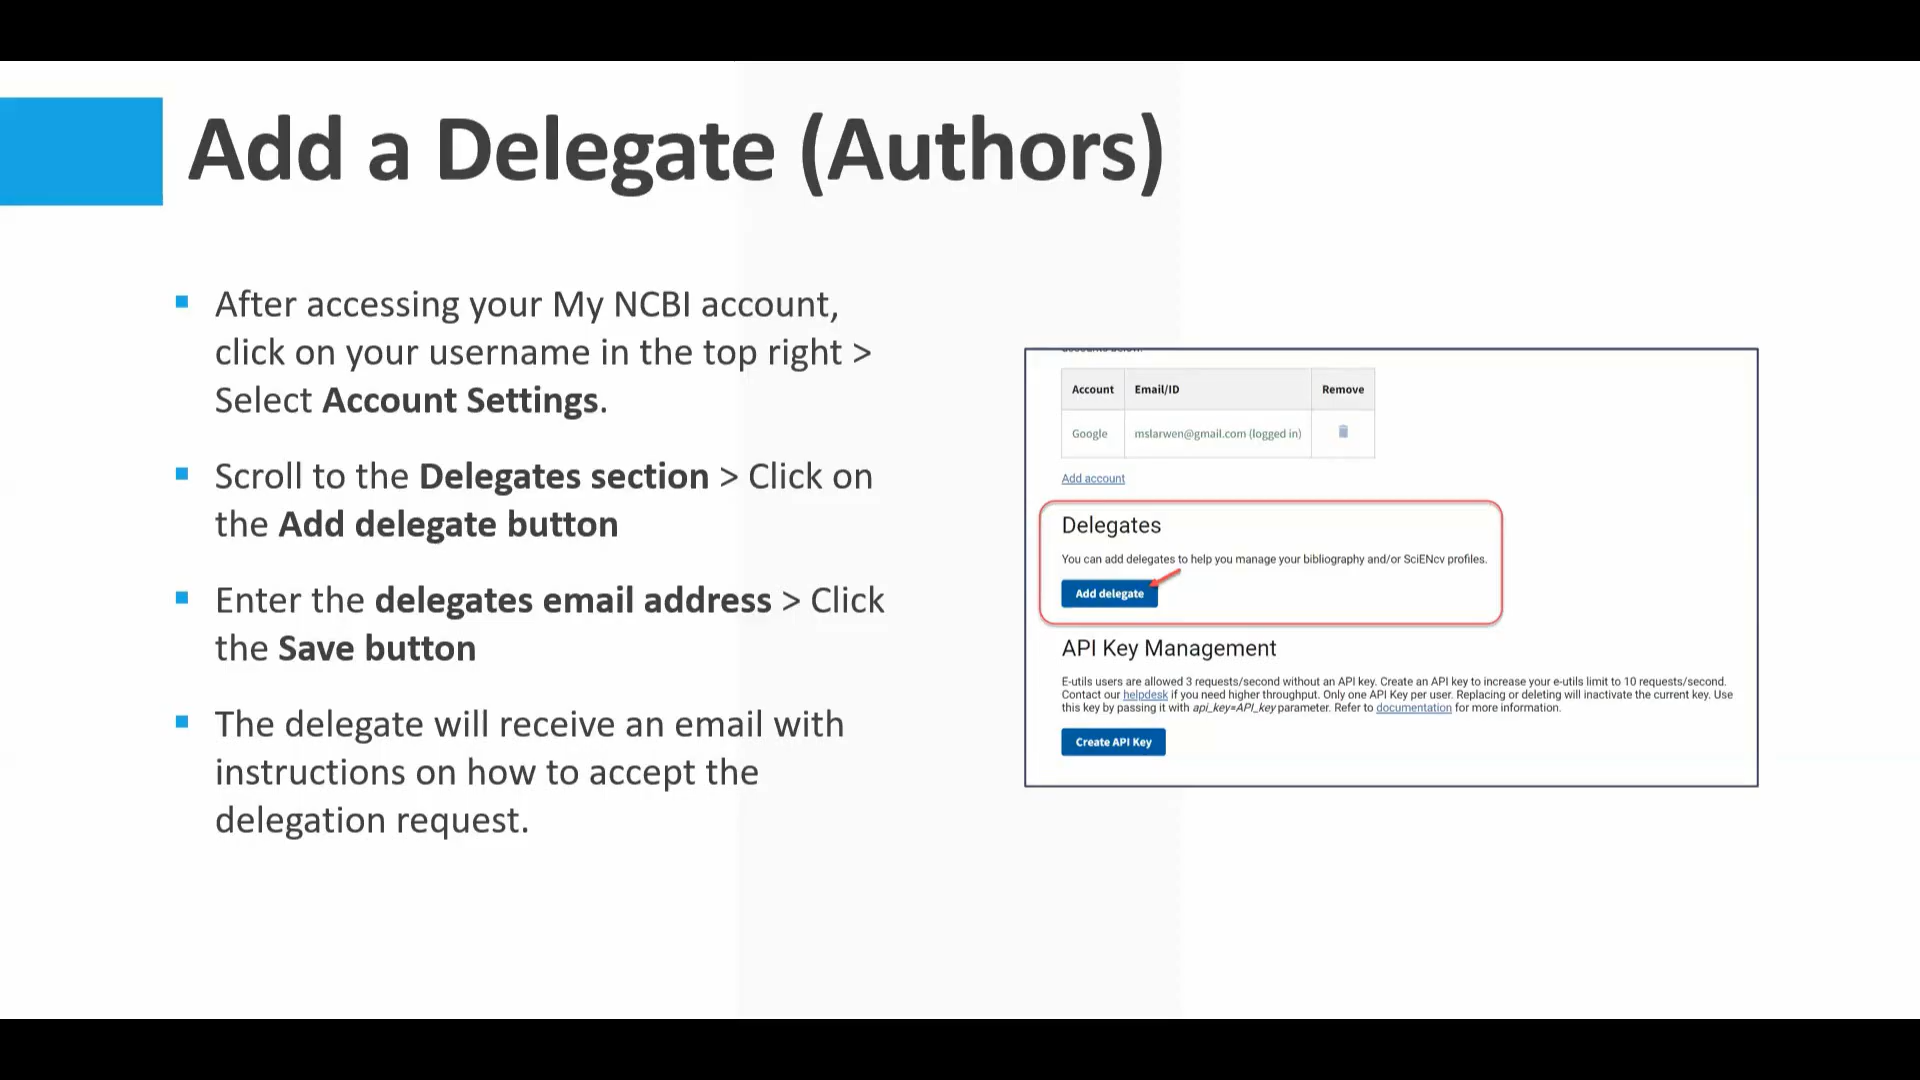 Add a Delegate (Authors)
After accessing your My NCBI account,
click on your username in the top right >
Select Account Settings.
Scroll to the Delegates section > Click on
the Add delegate button
Enter the delegates email address > Click
the Save button
The delegate will receive an email with
instructions on how to accept the
delegation request.
Account Email/ID Remove
Google mslarwen@gmail.com (logged in)
Add account
Delegates
You can add delegates to help you manage your bibliography and/or SciENcv profiles.
Add delegate
API Key Management
E-utils users are allowed 3 requests/second without an API key. Create an API key to increase your e-utils limit to 10 requests/second.
Contact our helpdesk if you need higher throughput. Only one API Key per user. Replacing or deleting will inactivate the current key. Use
this key by passing it with api_key=API_key parameter. Refer to documentation for more information.
Create API Key